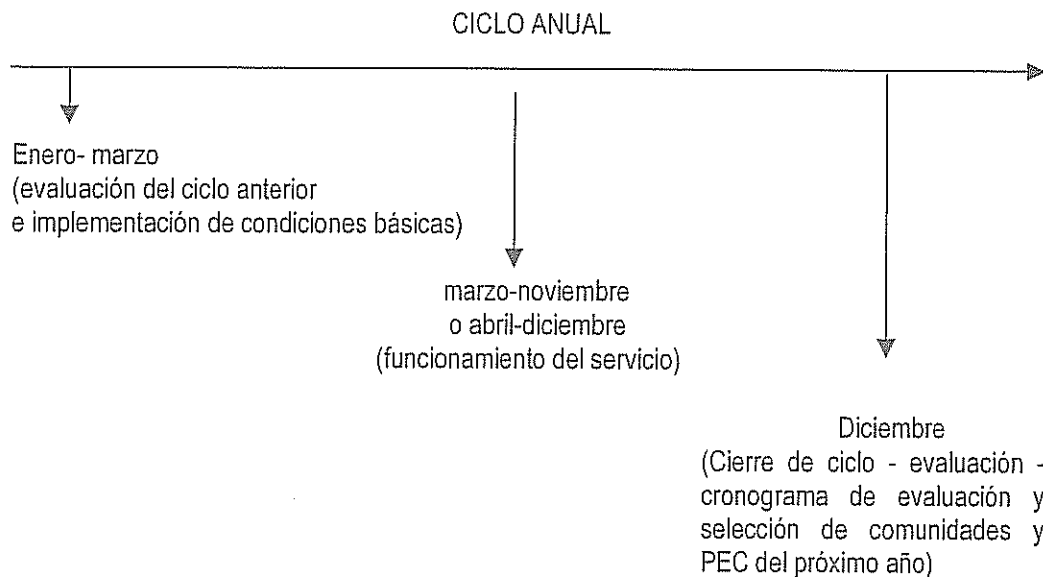 CICLO ANUAL
Enero- marzo
(evaluación del ciclo anterior
e implementación de condiciones básicas)
marzo-noviembre
o abril-diciembre
(funcionamiento del servicio)
Diciembre
(Cierre de ciclo - evaluación -
cronograma de evaluación y
selección de comunidades y
PEC del próximo año)